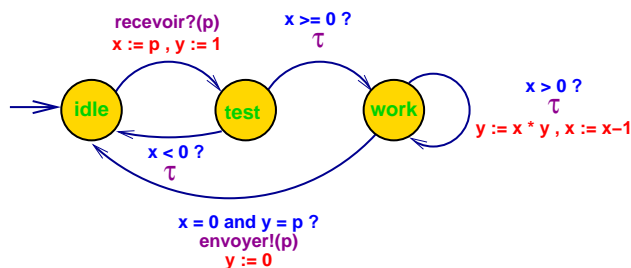 recevoir?(p)
x := p , y := 1
x >= 0 ?
τ
idle
test
work
x > 0 ?
τ
y := x * y , x := x−1
x < 0 ?
τ
x = 0 and y = p ?
envoyer!(p)
y := 0